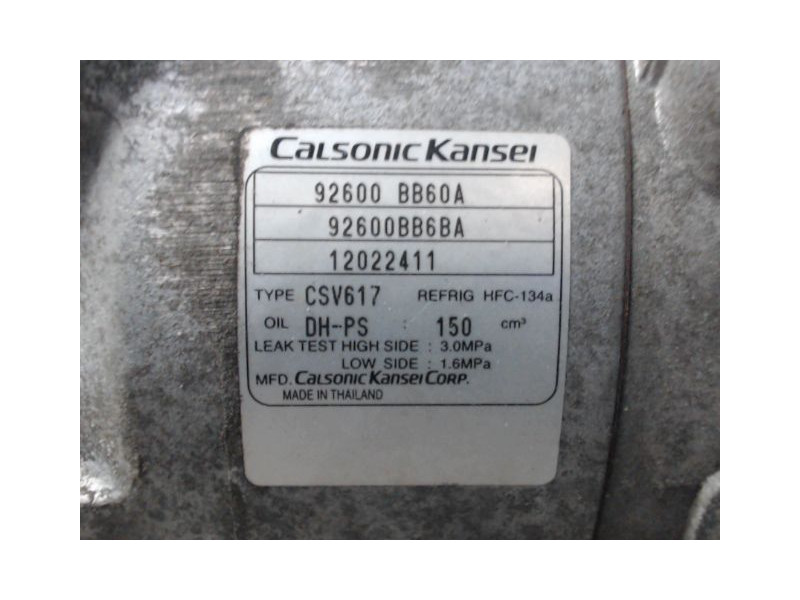 CALSONIC KANSEI
92600 BB60A
92600BB6BA
12022411
TYPE CSV617 REFRIG HFC-134a
OIL DH-PS : 150 cm³
LEAK TEST HIGH SIDE : 3.0MPa
LOW SIDE : 1.6MPa
MFD. CALSONIC KANSEI CORP.
MADE IN THAILAND